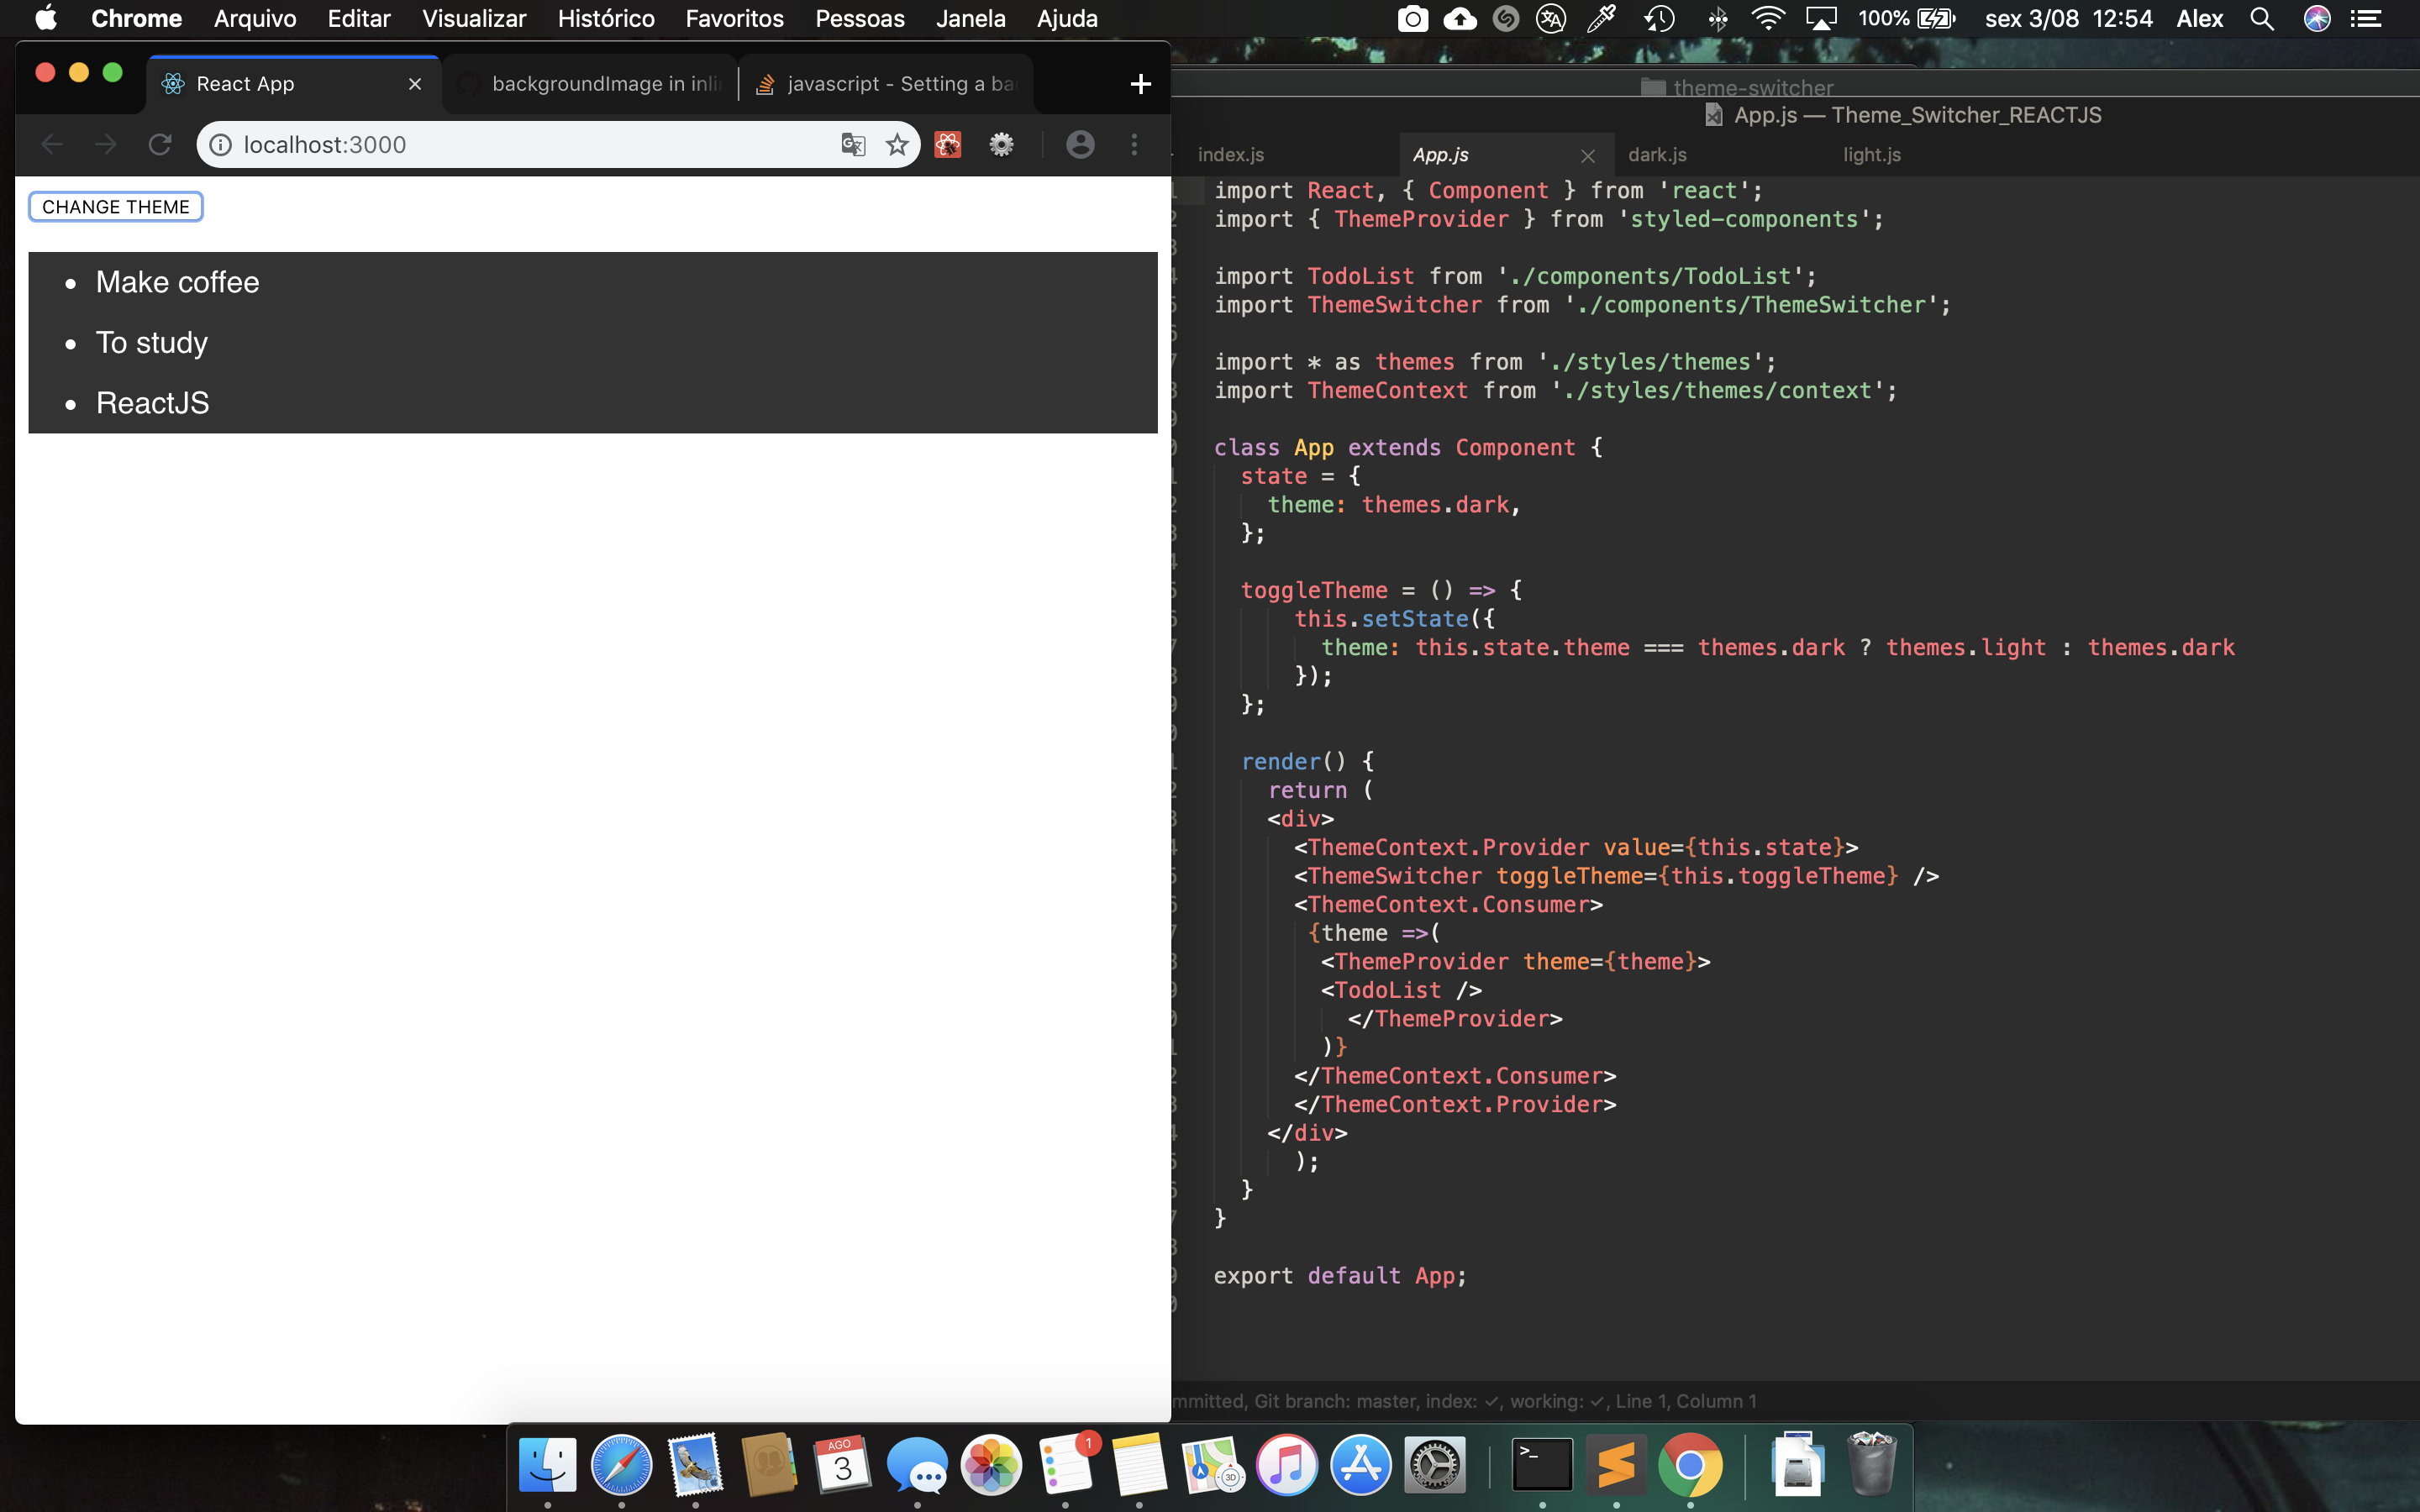 Chrome Arquivo Editar Visualizar Histórico Favoritos Pessoas Janela Ajuda 100% sex 3/08 12:54 Alex
React App
backgroundImage in inli
javascript - Setting a ba
localhost:3000
CHANGE THEME
Make coffee
To study
ReactJS
theme-switcher
App.js — Theme_Switcher_REACTJS
index.js App.js dark.js light.js
import React, { Component } from 'react';
import { ThemeProvider } from 'styled-components';
import TodoList from './components/TodoList';
import ThemeSwitcher from './components/ThemeSwitcher';
import * as themes from './styles/themes';
import ThemeContext from './styles/themes/context';
class App extends Component {
state = {
theme: themes.dark,
};
toggleTheme = () => {
this.setState({
theme: this.state.theme === themes.dark ? themes.light : themes.dark
});
};
render() {
return (
<div>
<ThemeContext.Provider value={this.state}>
<ThemeSwitcher toggleTheme={this.toggleTheme} />
<ThemeContext.Consumer>
{theme =>(
<ThemeProvider theme={theme}>
<TodoList />
</ThemeProvider>
)}
</ThemeContext.Consumer>
</ThemeContext.Provider>
</div>
);
}
}
export default App;
mmitted, Git branch: master, index: ✓, working: ✓, Line 1, Column 1
AGO
3
1
3D
>_